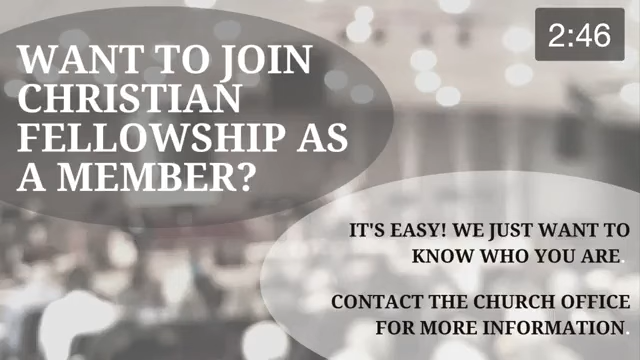 2:46
WANT TO JOIN
CHRISTIAN
FELLOWSHIP AS
A MEMBER?
IT'S EASY! WE JUST WANT TO
KNOW WHO YOU ARE.
CONTACT THE CHURCH OFFICE
FOR MORE INFORMATION.